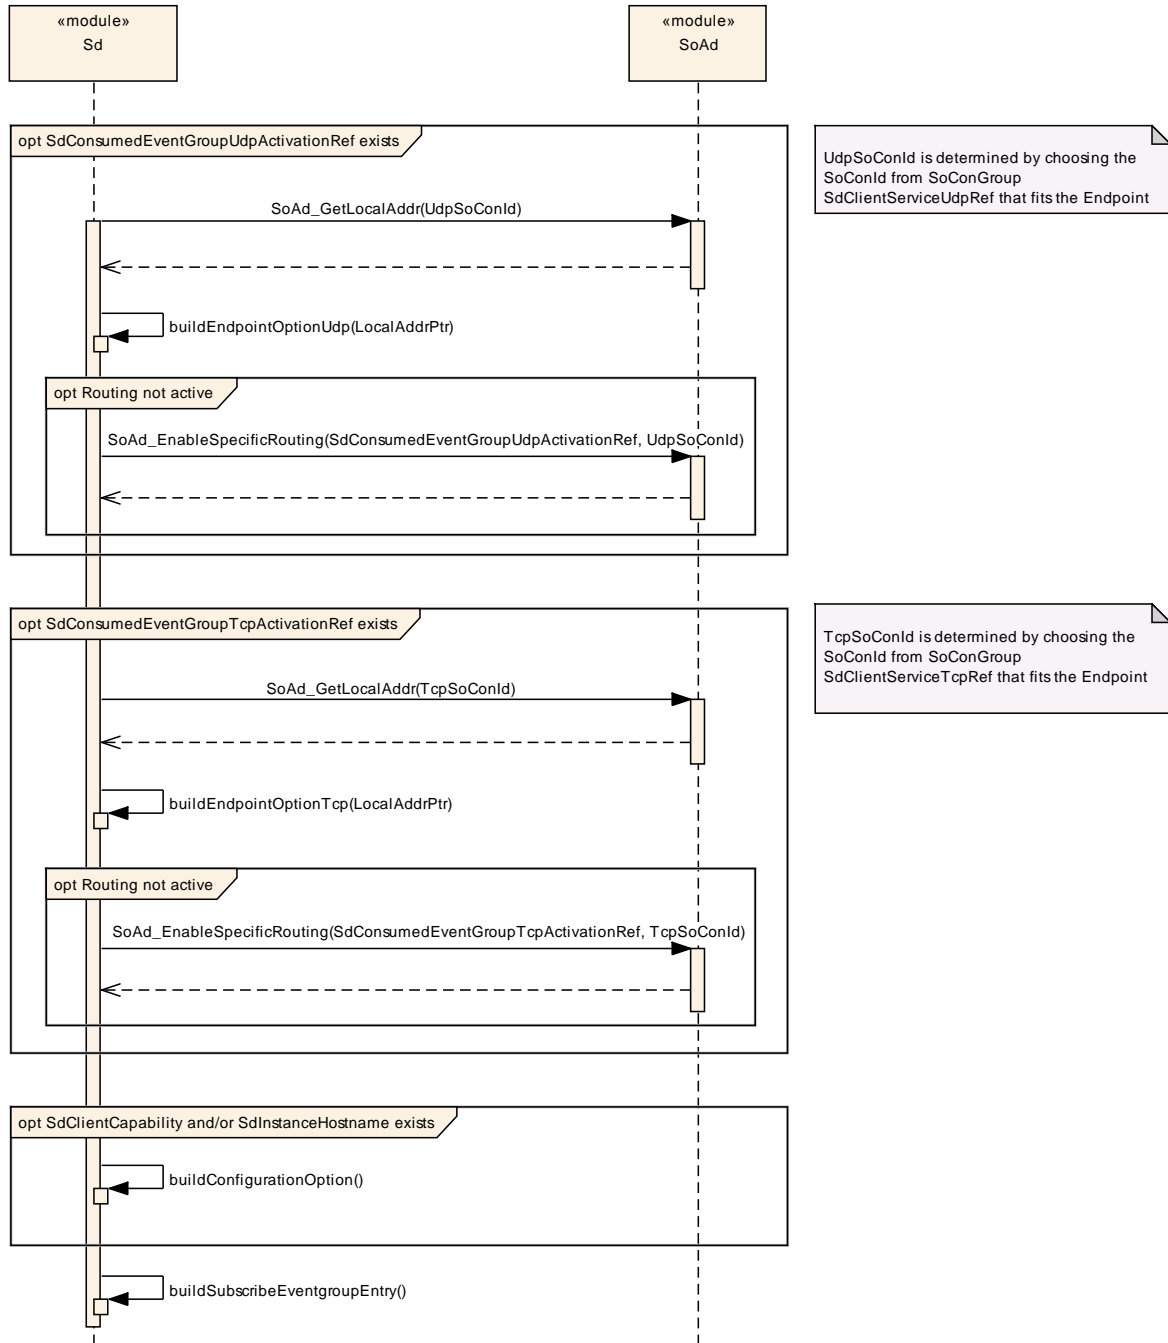 «module»
Sd
«module»
SoAd
opt SdConsumedEventGroupUdpActivationRef exists
UdpSoConId is determined by choosing the
SoConId from SoConGroup
SdClientServiceUdpRef that fits the Endpoint
SoAd_GetLocalAddr(UdpSoConId)
buildEndpointOptionUdp(LocalAddrPtr)
opt Routing not active
SoAd_EnableSpecificRouting(SdConsumedEventGroupUdpActivationRef, UdpSoConId)
opt SdConsumedEventGroupTcpActivationRef exists
TcpSoConId is determined by choosing the
SoConId from SoConGroup
SdClientServiceTcpRef that fits the Endpoint
SoAd_GetLocalAddr(TcpSoConId)
buildEndpointOptionTcp(LocalAddrPtr)
opt Routing not active
SoAd_EnableSpecificRouting(SdConsumedEventGroupTcpActivationRef, TcpSoConId)
opt SdClientCapability and/or SdInstanceHostname exists
buildConfigurationOption()
buildSubscribeEventgroupEntry()